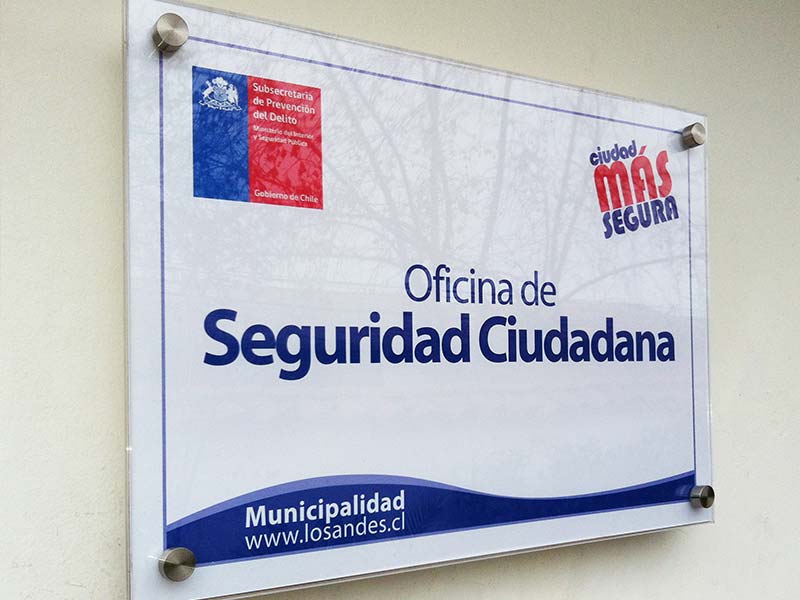 Subsecretaría
de Prevención
del Delito
Ministerio del Interior
y Seguridad Pública
Gobierno de Chile
ciudad
MÁS
SEGURA
Oficina de
Seguridad Ciudadana
Municipalidad
www.losandes.cl